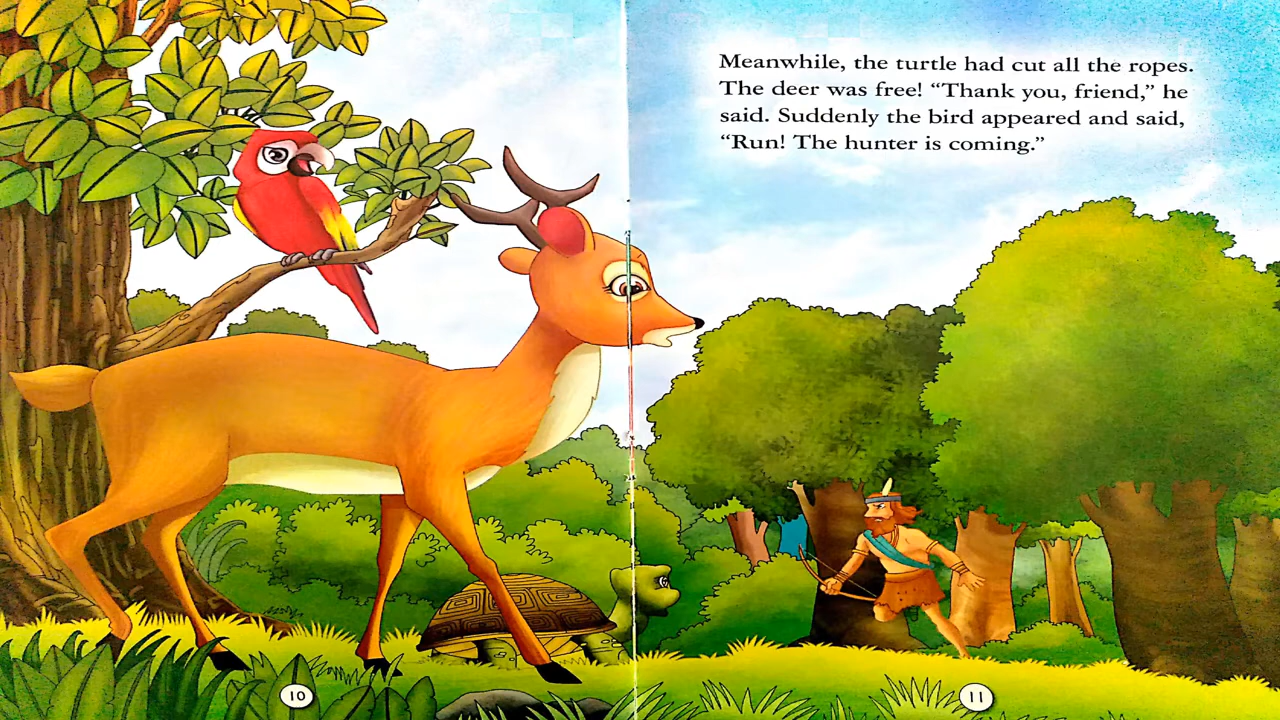 Meanwhile, the turtle had cut all the ropes.
The deer was free! “Thank you, friend,” he
said. Suddenly the bird appeared and said,
“Run! The hunter is coming.”
10
11